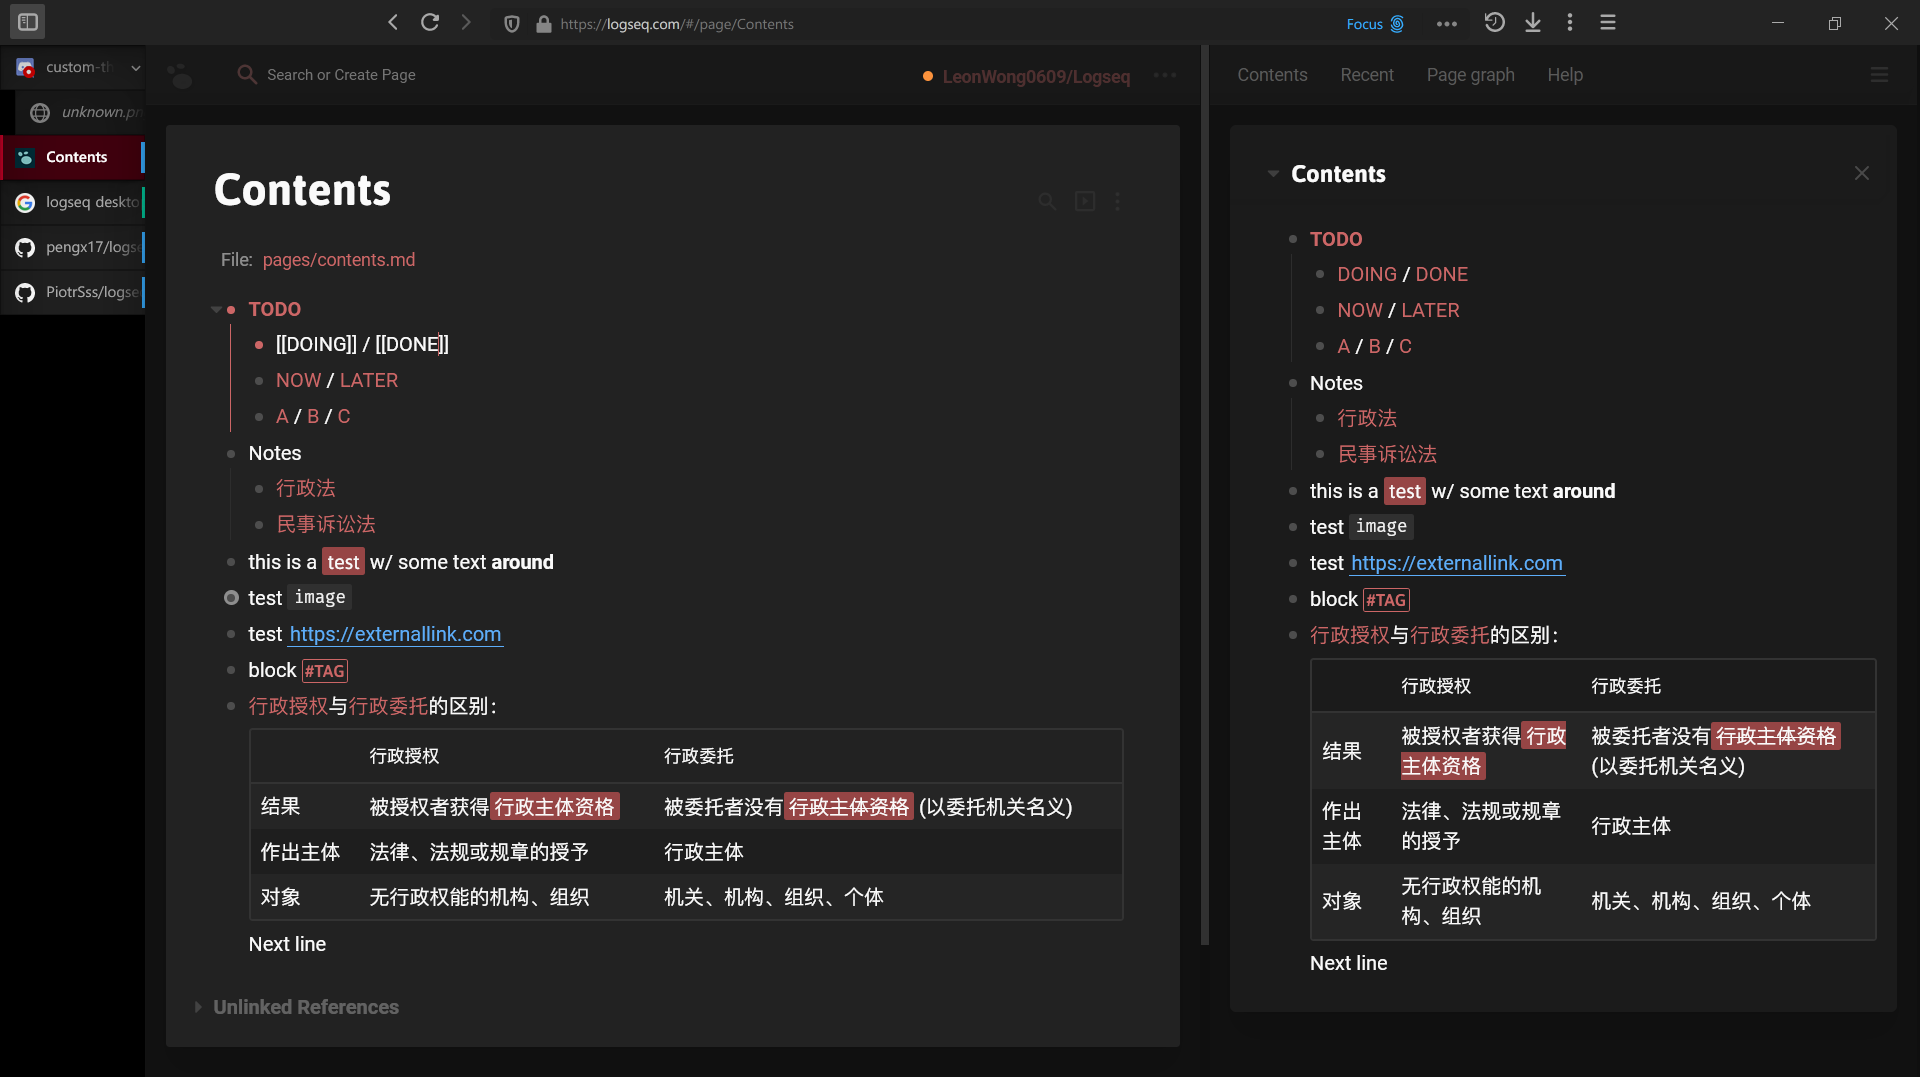 https://logseq.com/#/page/Contents
Focus
custom-th
unknown.pn
Contents
logseq deskto
pengx17/logse
PiotrSss/logse
Search or Create Page
LeonWong0609/Logseq
Contents
File: pages/contents.md
TODO
[[DOING]] / [[DONE]]
NOW / LATER
A / B / C
Notes
行政法
民事诉讼法
this is a test w/ some text around
test image
test https://externallink.com
block #TAG
行政授权与行政委托的区别：
行政授权 行政委托
结果 被授权者获得 行政主体资格 被委托者没有 行政主体资格 (以委托机关名义)
作出主体 法律、法规或规章的授予 行政主体
对象 无行政权能的机构、组织 机关、机构、组织、个体
Next line
Unlinked References
Contents Recent Page graph Help
Contents
TODO
DOING / DONE
NOW / LATER
A / B / C
Notes
行政法
民事诉讼法
this is a test w/ some text around
test image
test https://externallink.com
block #TAG
行政授权与行政委托的区别：
行政授权 行政委托
结果 被授权者获得 行政
主体资格 被委托者没有 行政主体资格
(以委托机关名义)
作出
主体 法律、法规或规章
的授予 行政主体
对象 无行政权能的机
构、组织 机关、机构、组织、个体
Next line